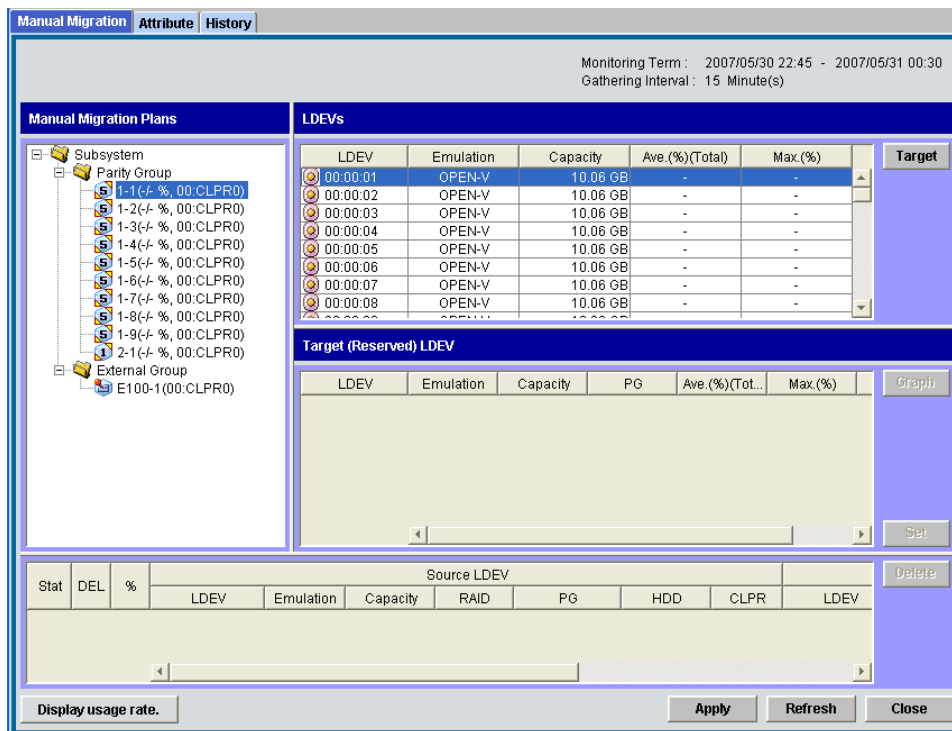 Manual Migration Attribute History
Monitoring Term : 2007/05/30 22:45 - 2007/05/31 00:30
Gathering Interval : 15 Minute(s)
Manual Migration Plans
Subsystem
Parity Group
1-1(-/- %, 00:CLPR0)
1-2(-/- %, 00:CLPR0)
1-3(-/- %, 00:CLPR0)
1-4(-/- %, 00:CLPR0)
1-5(-/- %, 00:CLPR0)
1-6(-/- %, 00:CLPR0)
1-7(-/- %, 00:CLPR0)
1-8(-/- %, 00:CLPR0)
1-9(-/- %, 00:CLPR0)
2-1(-/- %, 00:CLPR0)
External Group
E100-1(00:CLPR0)
LDEVs
LDEV Emulation Capacity Ave.(%)(Total) Max.(%)
00:00:01 OPEN-V 10.06 GB - -
00:00:02 OPEN-V 10.06 GB - -
00:00:03 OPEN-V 10.06 GB - -
00:00:04 OPEN-V 10.06 GB - -
00:00:05 OPEN-V 10.06 GB - -
00:00:06 OPEN-V 10.06 GB - -
00:00:07 OPEN-V 10.06 GB - -
00:00:08 OPEN-V 10.06 GB - -
Target
Target (Reserved) LDEV
LDEV Emulation Capacity PG Ave.(%)(Tot... Max.(%)
Graph
Set
Stat DEL % Source LDEV
LDEV Emulation Capacity RAID PG HDD CLPR LDEV
Delete
Display usage rate. Apply Refresh Close